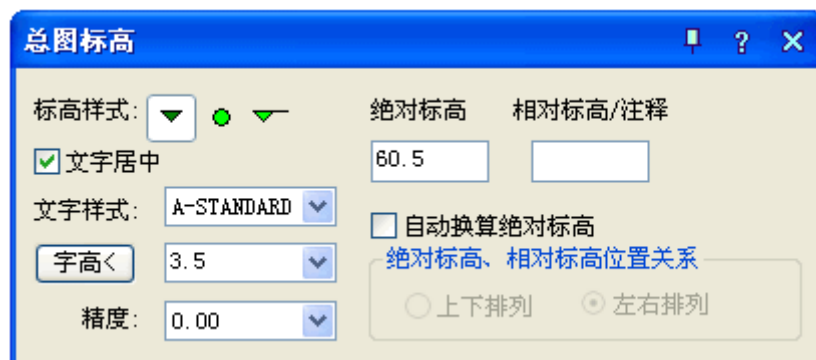 总图标高
标高样式:
绝对标高 相对标高/注释
文字居中
60.5
文字样式: A-STANDARD
自动换算绝对标高
字高< 3.5
绝对标高、相对标高位置关系
上下排列 左右排列
精度: 0.00